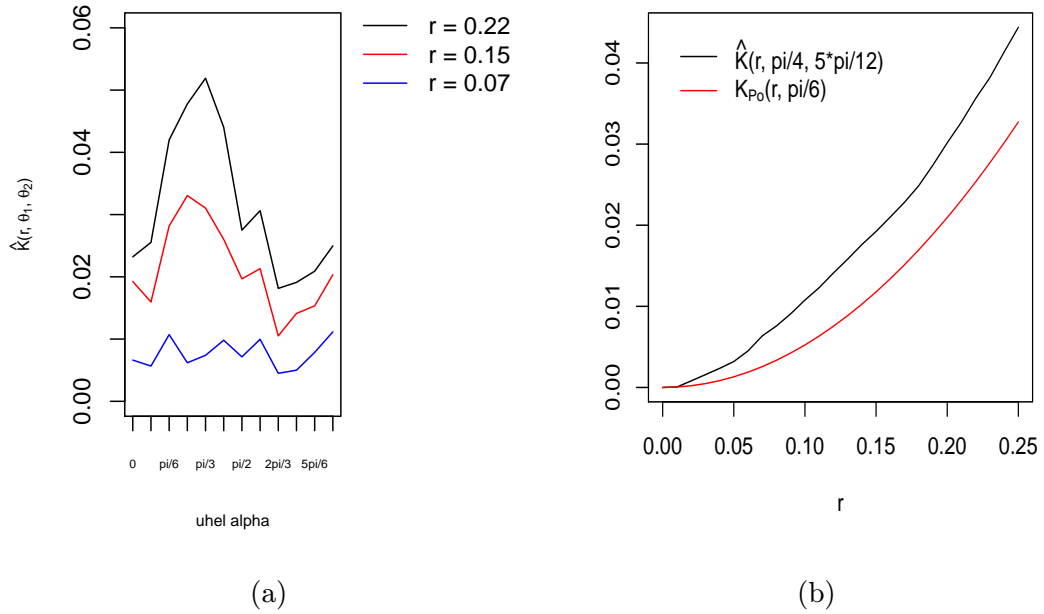 0.06
0.04
0.02
0.00
K̂(r, θ₁, θ₂)
0 pi/6 pi/3 pi/2 2pi/3 5pi/6
uhel alpha
r = 0.22
r = 0.15
r = 0.07
(a)
0.04
0.03
0.02
0.01
0.00
K̂(r, pi/4, 5*pi/12)
K_Po(r, pi/6)
0.00 0.05 0.10 0.15 0.20 0.25
r
(b)